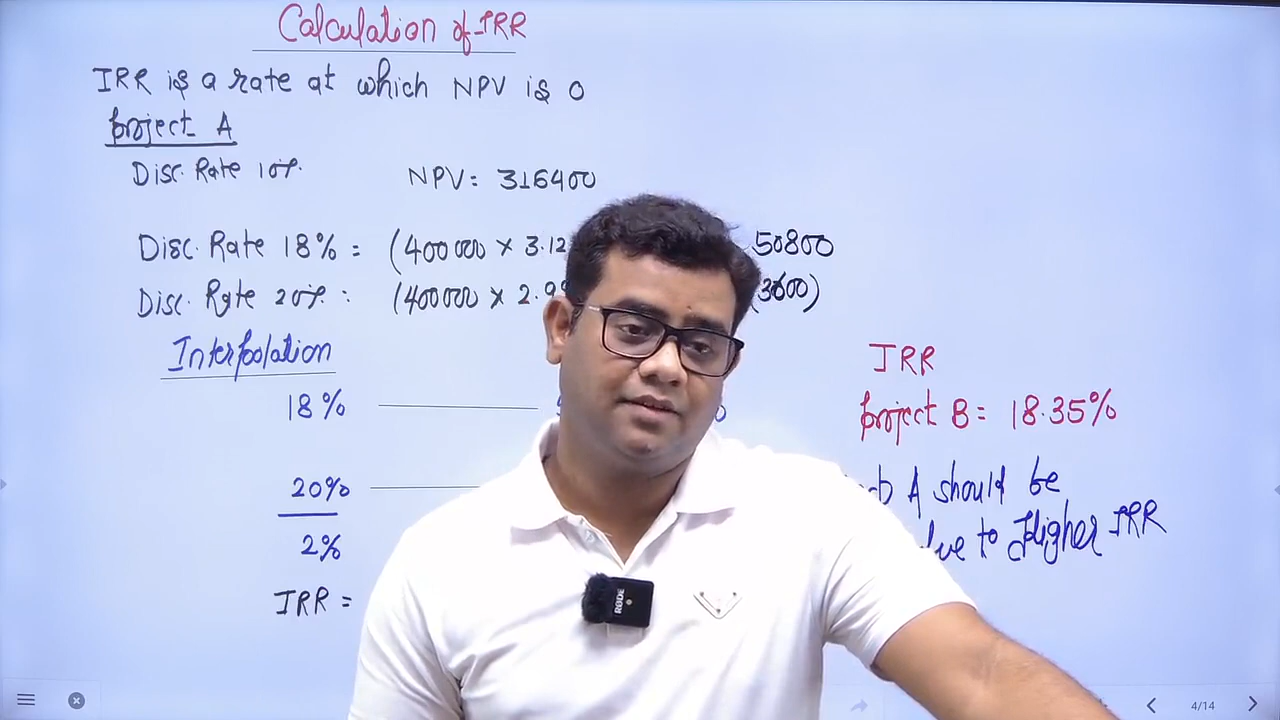 Calculation of IRR
IRR is a rate at which NPV is 0
Project A
Disc. Rate 10%. NPV: 316400
Disc. Rate 18% = (400000 × 3.12 50800
Disc. Rate 20%. : (400000 × 2.99 (3600)
Interpolation
IRR
18%
Project B = 18.35%
20%
A should be
due to Higher IRR
2%
IRR =
RØDE
4/14